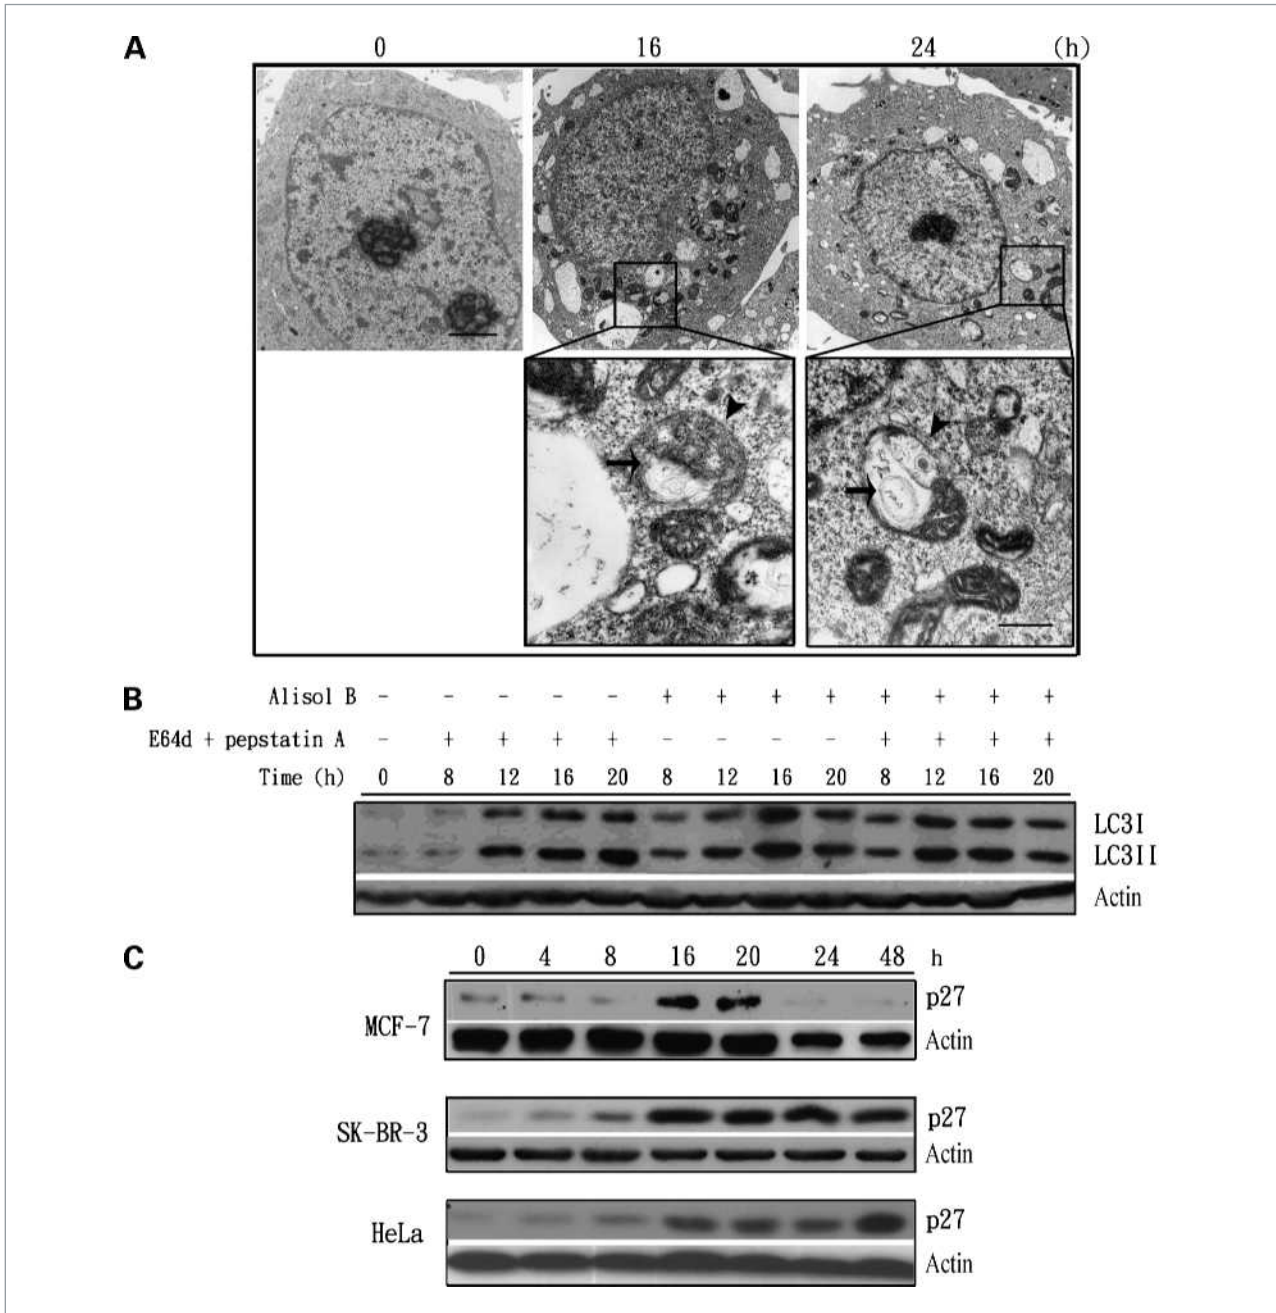 A 0 16 24 (h)
B Alisol B - - - - - + + + + + + + +
E64d + pepstatin A - + + + + - - - - + + + +
Time (h) 0 8 12 16 20 8 12 16 20 8 12 16 20
LC3I
LC3II
Actin
C 0 4 8 16 20 24 48 h
p27
MCF-7
Actin
p27
SK-BR-3
Actin
p27
HeLa
Actin